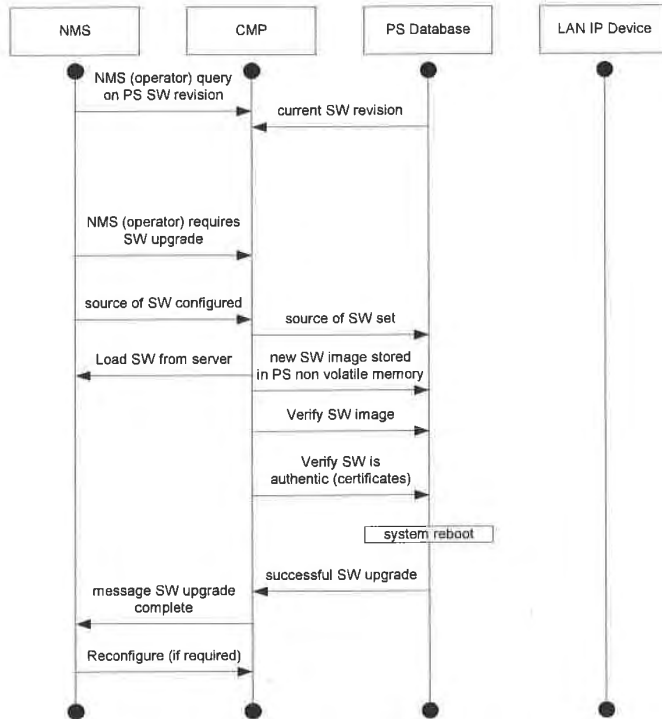 NMS
CMP
PS Database
LAN IP Device
NMS (operator) query
on PS SW revision
current SW revision
NMS (operator) requires
SW upgrade
source of SW configured
source of SW set
Load SW from server
new SW image stored
in PS non volatile memory
Verify SW image
Verify SW is
authentic (certificates)
system reboot
successful SW upgrade
message SW upgrade
complete
Reconfigure (if required)